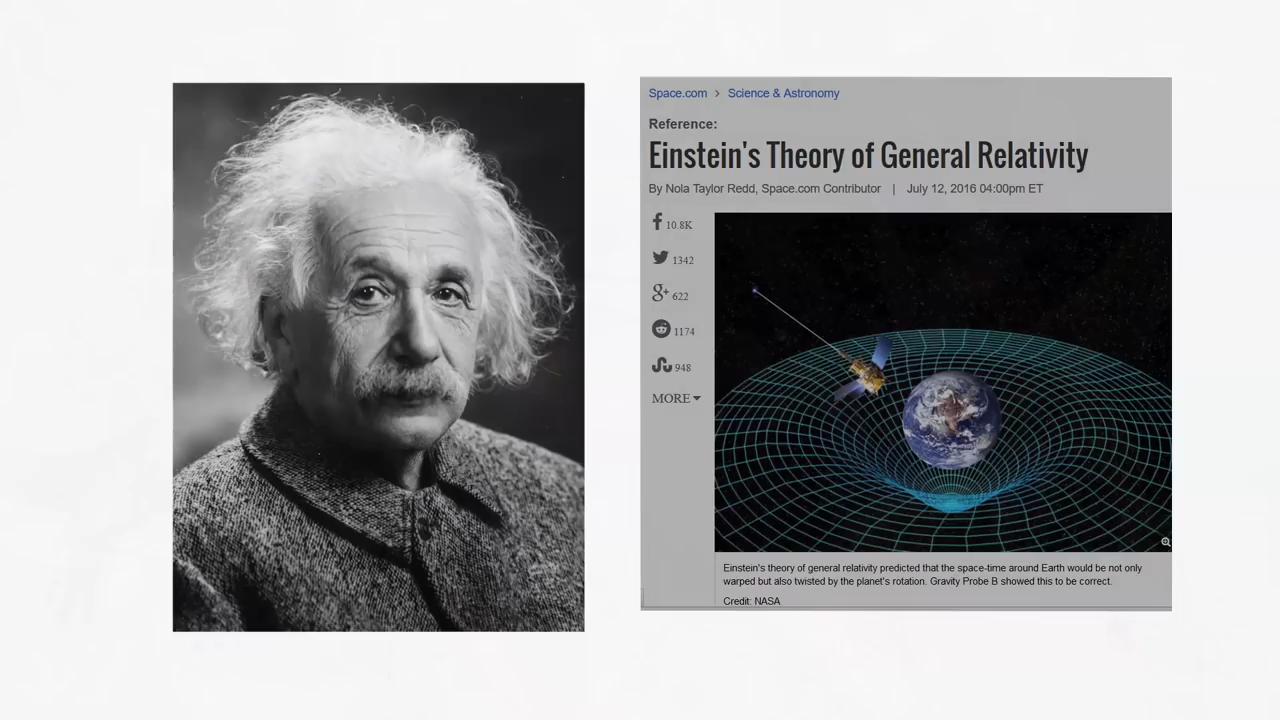 Space.com > Science & Astronomy
Reference:
Einstein's Theory of General Relativity
By Nola Taylor Redd, Space.com Contributor | July 12, 2016 04:00pm ET
10.8K
1342
622
1174
948
MORE
Einstein's theory of general relativity predicted that the space-time around Earth would be not only
warped but also twisted by the planet's rotation. Gravity Probe B showed this to be correct.
Credit: NASA